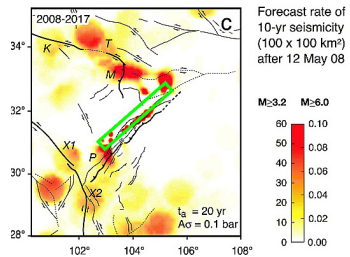 2008-2017
C
34°
32°
30°
28°
102°
104°
106°
108°
K
T
M
P
X1
X2
tₐ = 20 yr
Aσ = 0.1 bar
Forecast rate of
10-yr seismicity
(100 x 100 km²)
after 12 May 08
M≥3.2 M≥6.0
60 0.10
50 0.08
40 0.06
30
20 0.04
10 0.02
0 0.00